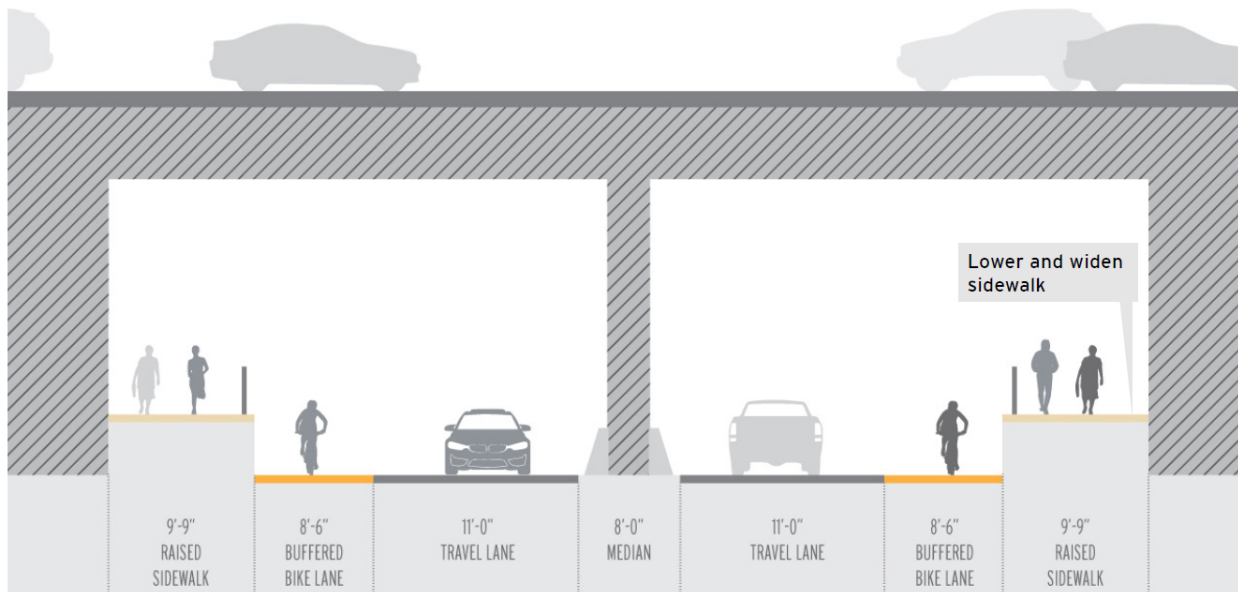 Lower and widen
sidewalk
9'-9"
RAISED
SIDEWALK
8'-6"
BUFFERED
BIKE LANE
11'-0"
TRAVEL LANE
8'-0"
MEDIAN
11'-0"
TRAVEL LANE
8'-6"
BUFFERED
BIKE LANE
9'-9"
RAISED
SIDEWALK